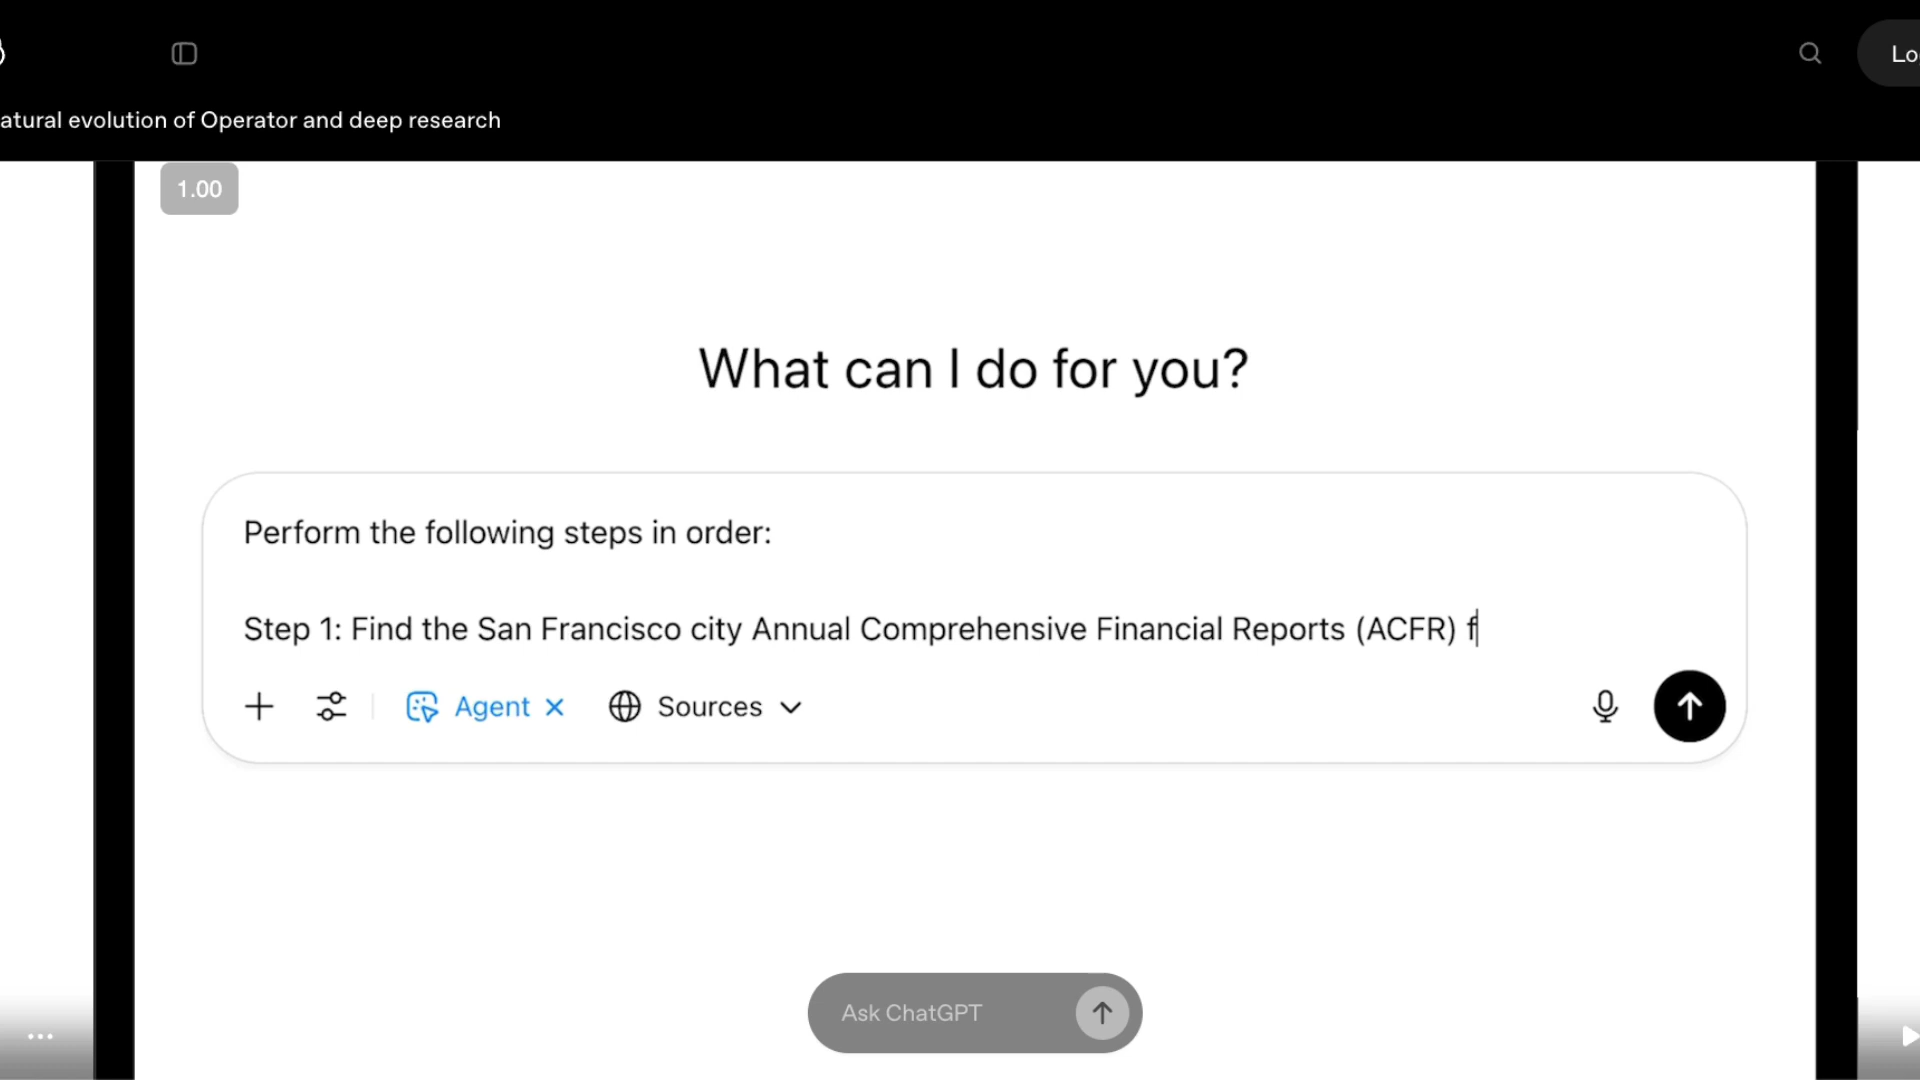 Lo
atural evolution of Operator and deep research
1.00
What can I do for you?
Perform the following steps in order:
Step 1: Find the San Francisco city Annual Comprehensive Financial Reports (ACFR) f
Agent
Sources
Ask ChatGPT